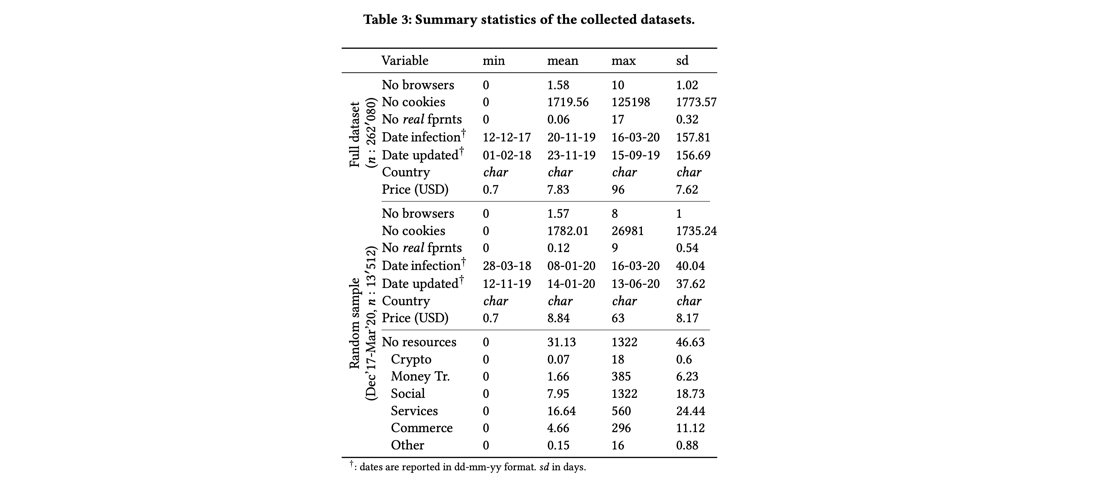 Table 3: Summary statistics of the collected datasets.
Variable min mean max sd
Full dataset
(n : 262′080)
No browsers 0 1.58 10 1.02
No cookies 0 1719.56 125198 1773.57
No real fprnts 0 0.06 17 0.32
Date infection† 12-12-17 20-11-19 16-03-20 157.81
Date updated† 01-02-18 23-11-19 15-09-19 156.69
Country char char char char
Price (USD) 0.7 7.83 96 7.62
Random sample
(Dec’17-Mar’20, n : 13′512)
No browsers 0 1.57 8 1
No cookies 0 1782.01 26981 1735.24
No real fprnts 0 0.12 9 0.54
Date infection† 28-03-18 08-01-20 16-03-20 40.04
Date updated† 12-11-19 14-01-20 13-06-20 37.62
Country char char char char
Price (USD) 0.7 8.84 63 8.17
No resources 0 31.13 1322 46.63
Crypto 0 0.07 18 0.6
Money Tr. 0 1.66 385 6.23
Social 0 7.95 1322 18.73
Services 0 16.64 560 24.44
Commerce 0 4.66 296 11.12
Other 0 0.15 16 0.88
†: dates are reported in dd-mm-yy format. sd in days.